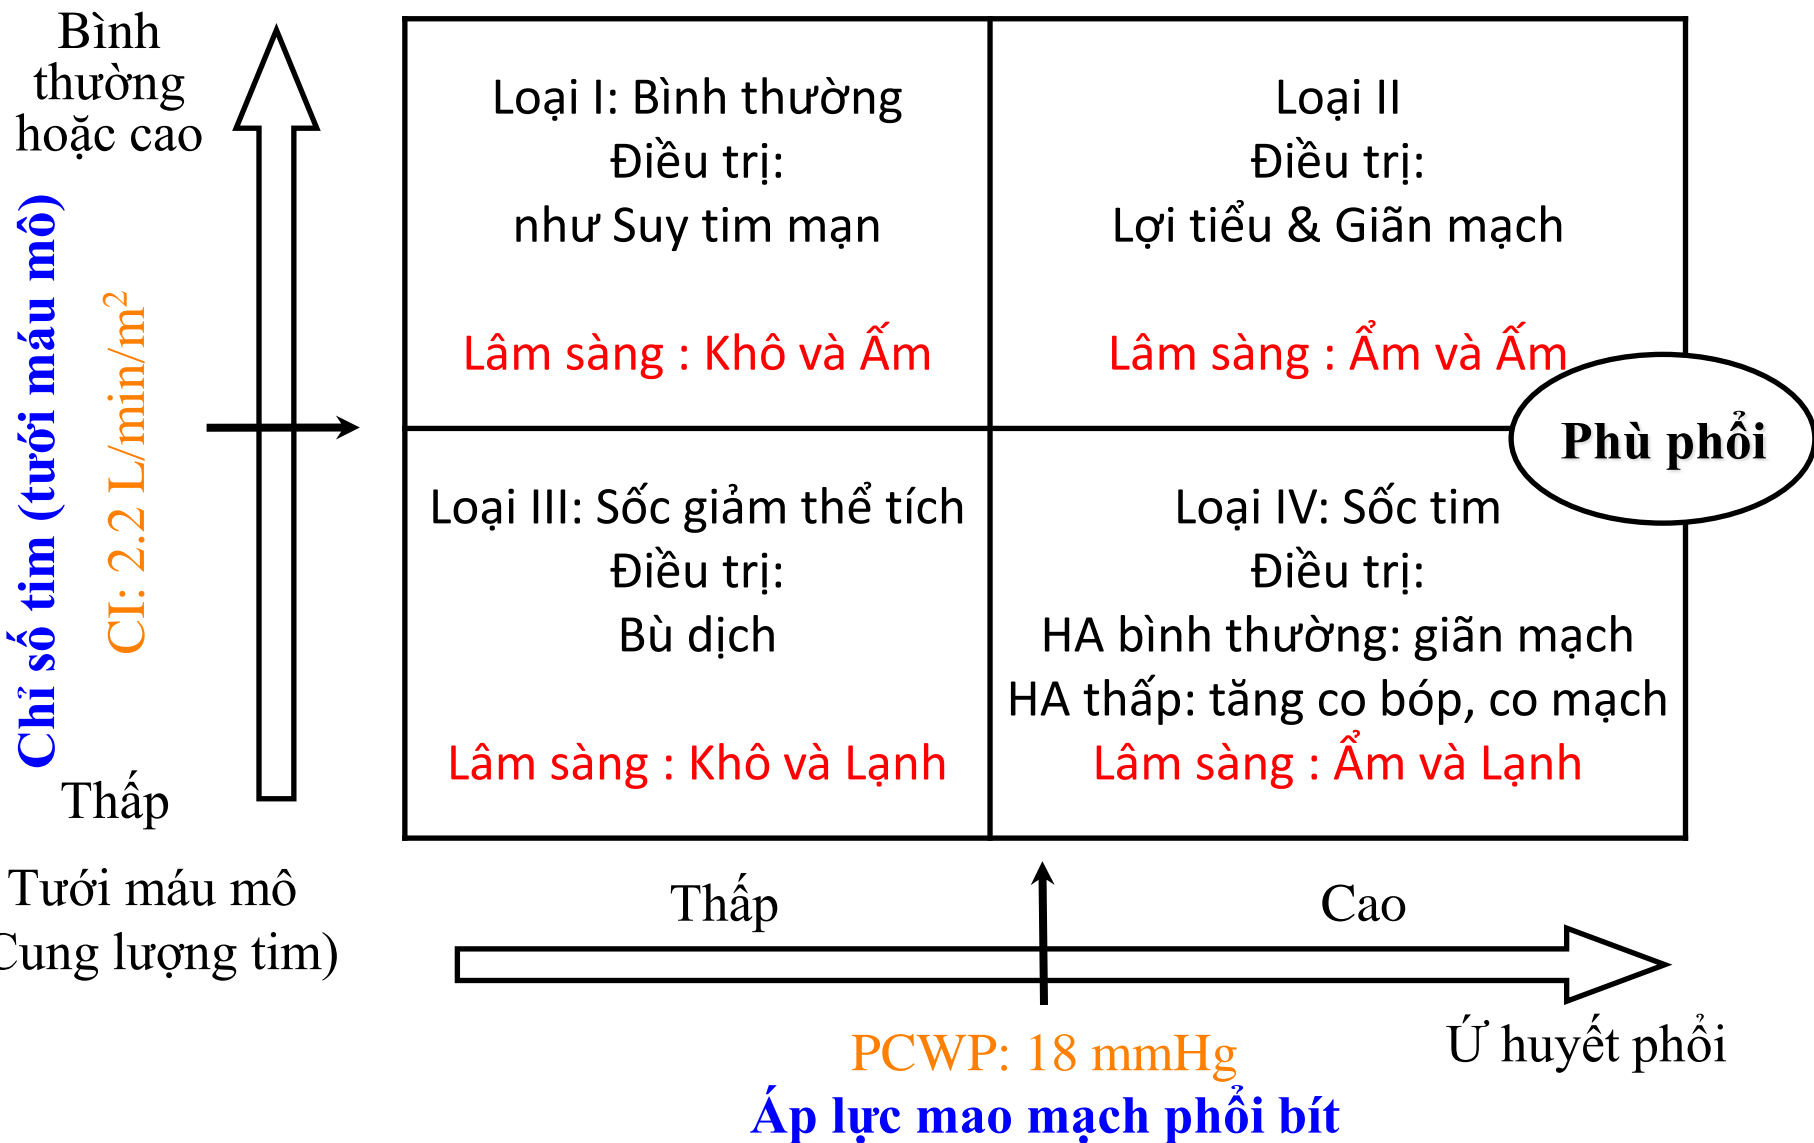 Bình
thường
hoặc cao
Chỉ số tim (tưới máu mô)
CI: 2.2 L/min/m²
Thấp
Tưới máu mô
Cung lượng tim)
Loại I: Bình thường
Điều trị:
như Suy tim mạn
Lâm sàng : Khô và Ấm
Loại II
Điều trị:
Lợi tiểu & Giãn mạch
Lâm sàng : Ẩm và Ấm
Phù phổi
Loại III: Sốc giảm thể tích
Điều trị:
Bù dịch
Lâm sàng : Khô và Lạnh
Loại IV: Sốc tim
Điều trị:
HA bình thường: giãn mạch
HA thấp: tăng co bóp, co mạch
Lâm sàng : Ẩm và Lạnh
Thấp
Cao
PCWP: 18 mmHg
Ứ huyết phổi
Áp lực mao mạch phổi bít